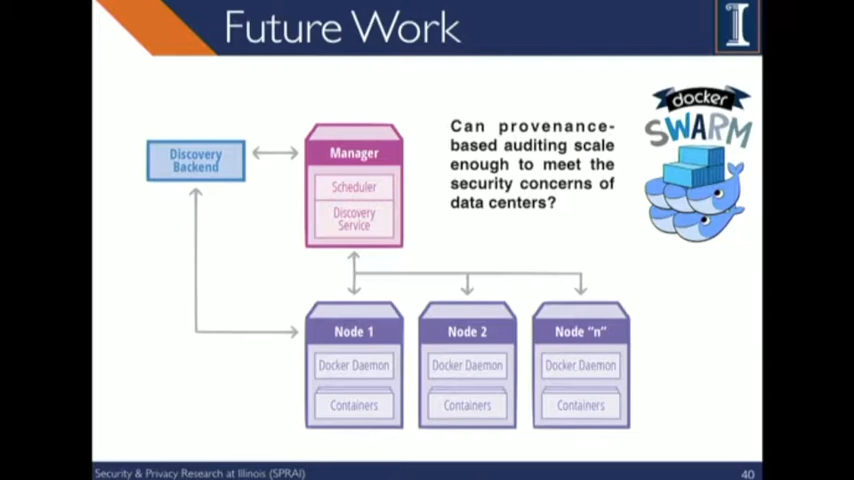 Future Work
I
docker
SWARM
Can provenance-
based auditing scale
enough to meet the
security concerns of
data centers?
Discovery
Backend
Manager
Scheduler
Discovery
Service
Node 1
Docker Daemon
Containers
Node 2
Docker Daemon
Containers
Node "n"
Docker Daemon
Containers
Security & Privacy Research at Illinois (SPRAI)
40